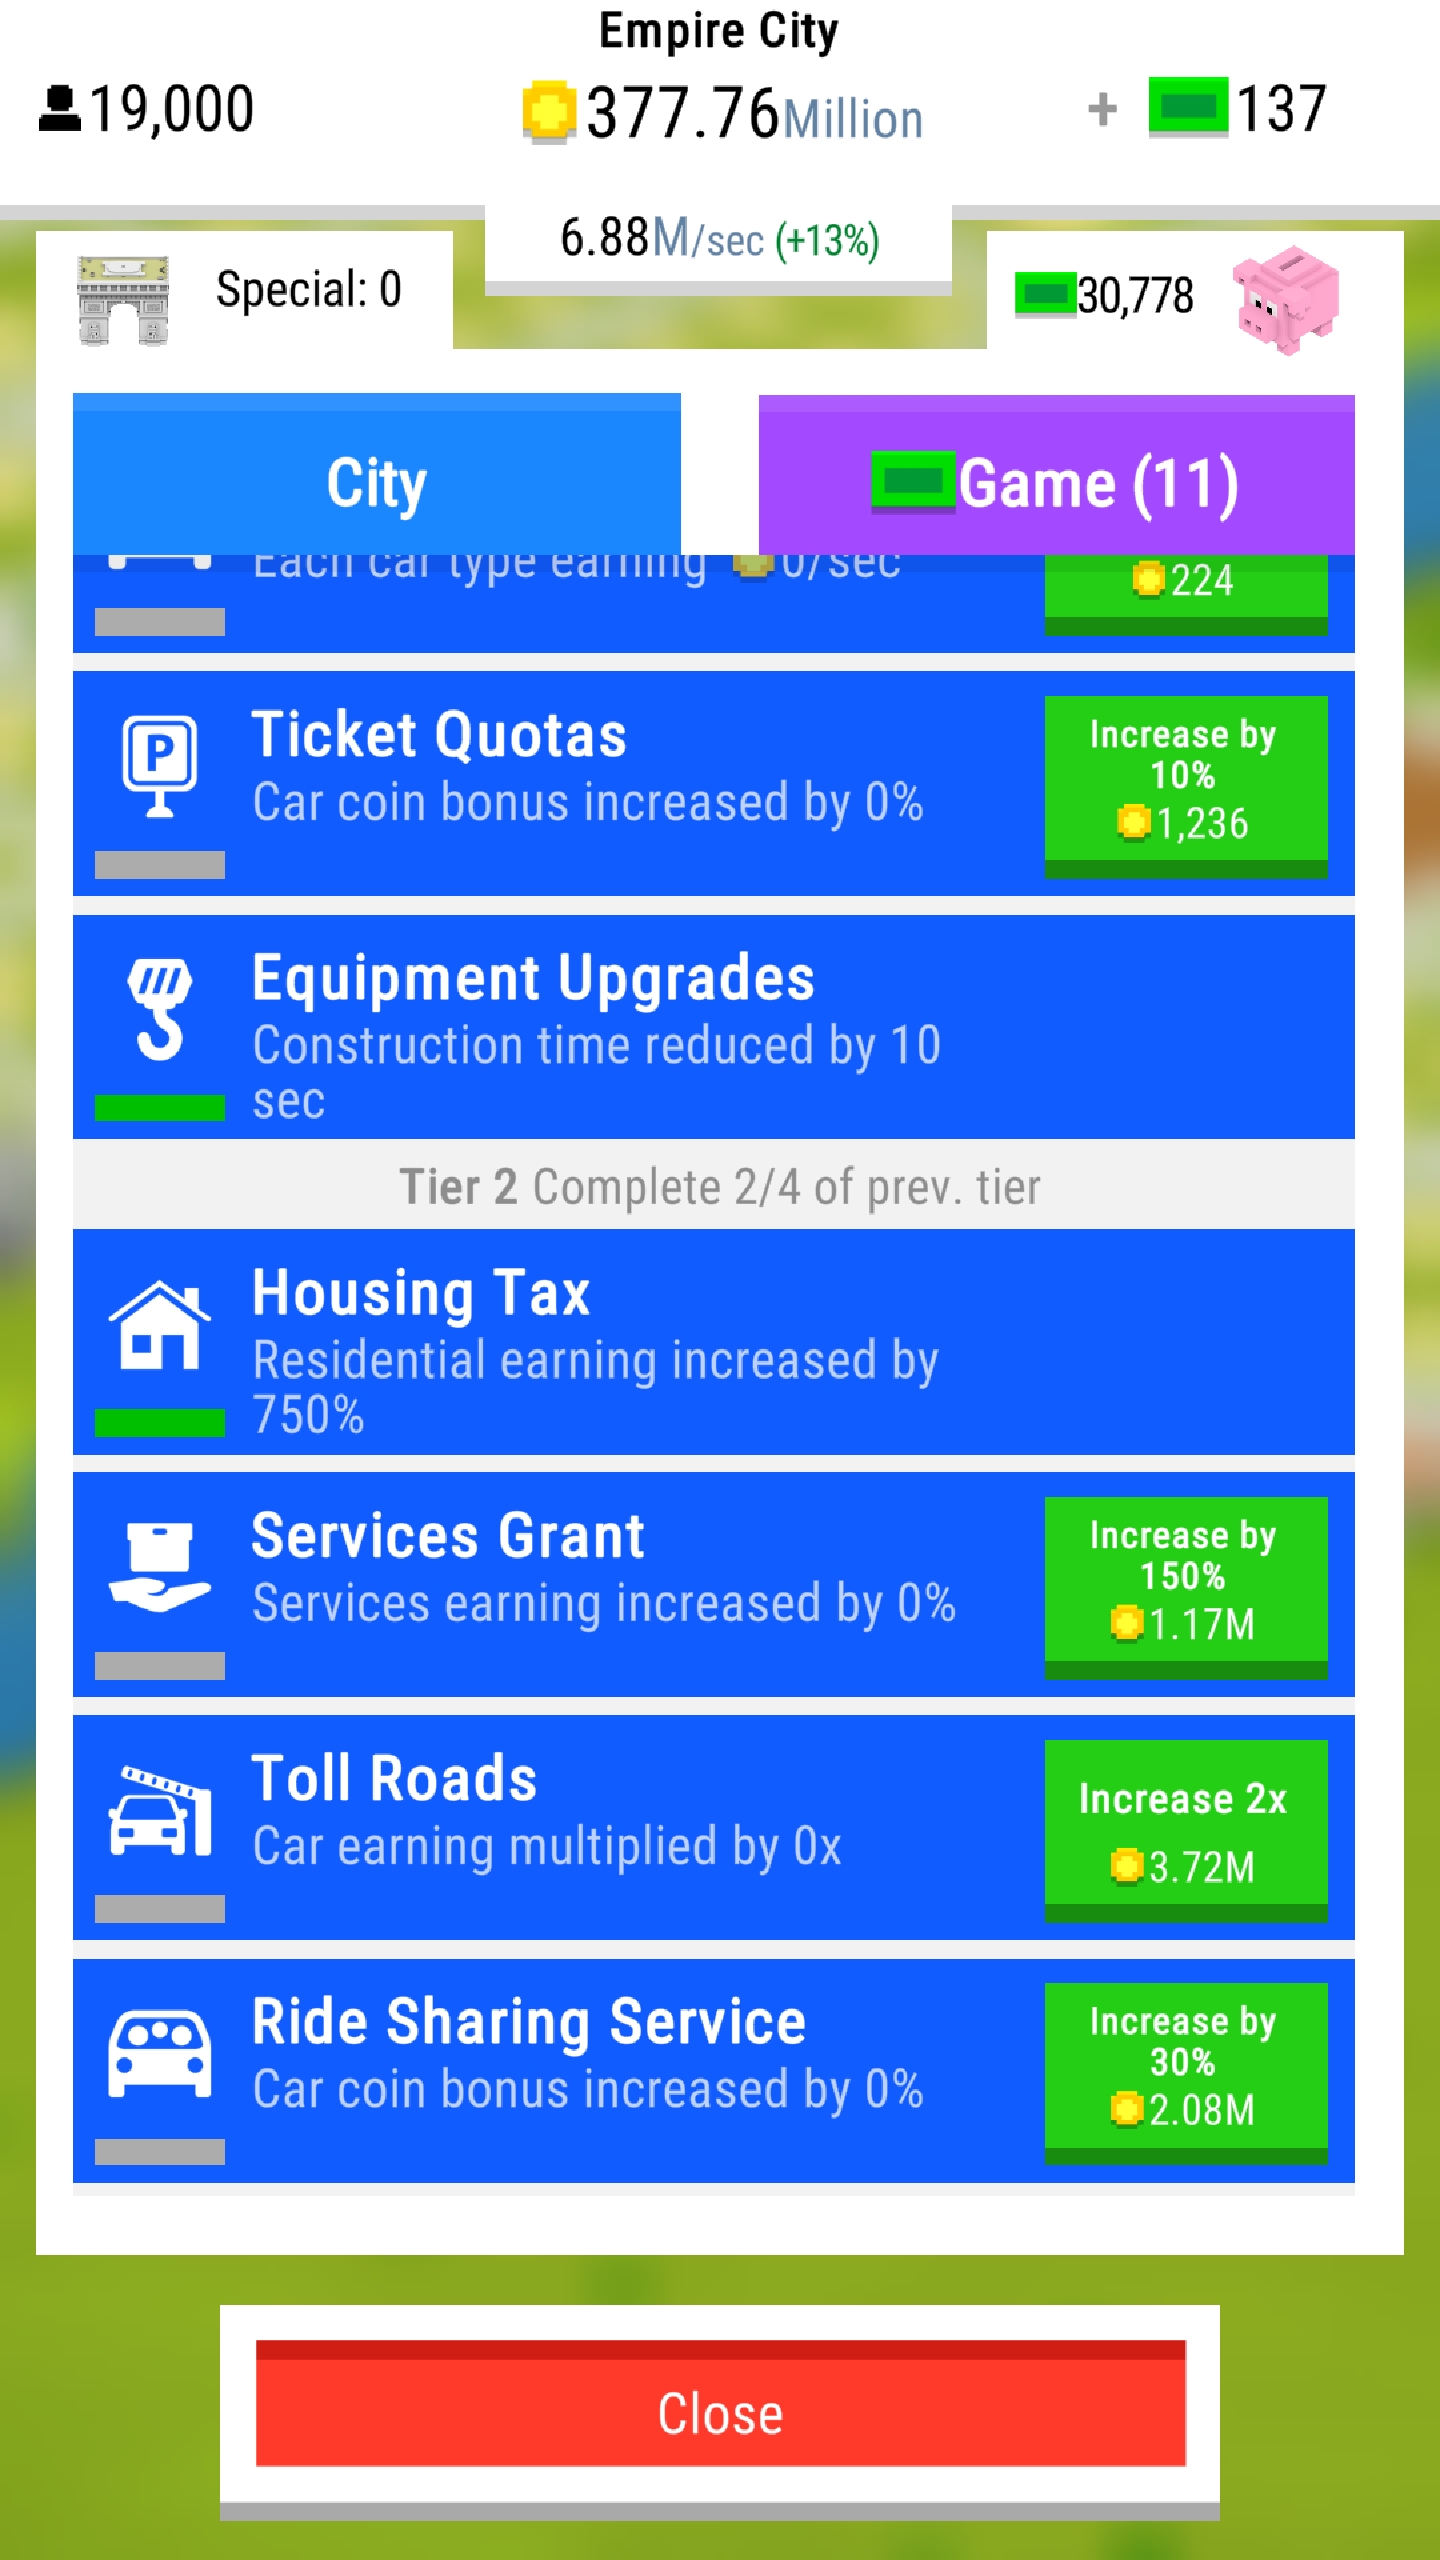 Empire City
19,000
377.76Million
+ 137
6.88M/sec (+13%)
Special: 0
30,778
City
Game (11)
Each car type earning 0/sec
224
Ticket Quotas
Car coin bonus increased by 0%
Increase by
10%
1,236
Equipment Upgrades
Construction time reduced by 10
sec
Tier 2 Complete 2/4 of prev. tier
Housing Tax
Residential earning increased by
750%
Services Grant
Services earning increased by 0%
Increase by
150%
1.17M
Toll Roads
Car earning multiplied by 0x
Increase 2x
3.72M
Ride Sharing Service
Car coin bonus increased by 0%
Increase by
30%
2.08M
Close